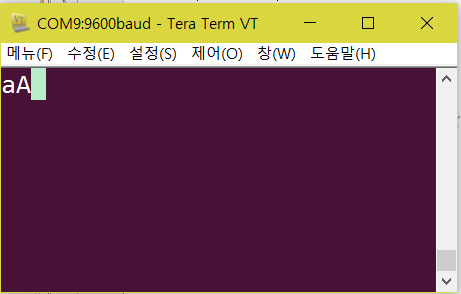 COM9:9600baud - Tera Term VT
메뉴(F) 수정(E) 설정(S) 제어(O) 창(W) 도움말(H)
aA